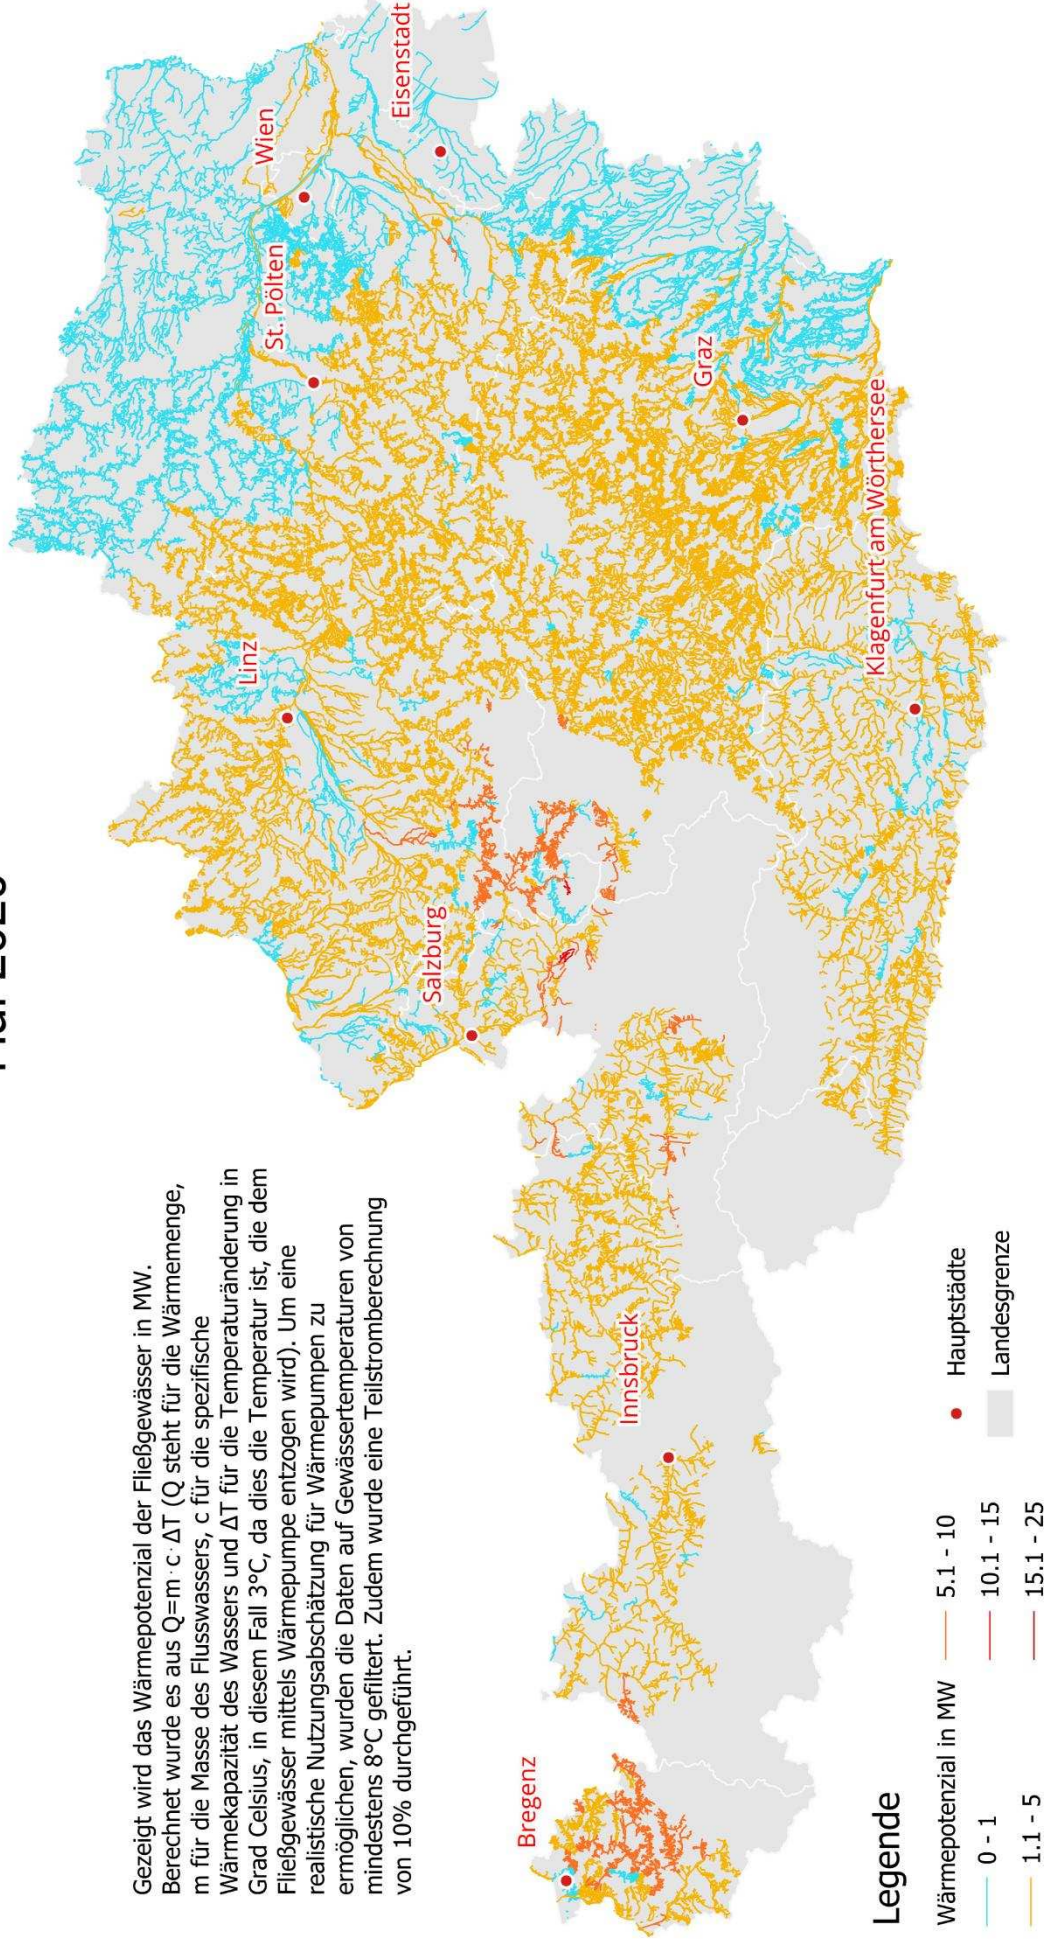 Gezeigt wird das Wärmepotenzial der Fließgewässer in MW.
Berechnet wurde es aus Q=m·c·ΔT (Q steht für die Wärmemenge,
m für die Masse des Flusswassers, c für die spezifische
Wärmekapazität des Wassers und ΔT für die Temperaturänderung in
Grad Celsius, in diesem Fall 3°C, da dies die Temperatur ist, die dem
Fließgewässer mittels Wärmepumpe entzogen wird). Um eine
realistische Nutzungsabschätzung für Wärmepumpen zu
ermöglichen, wurden die Daten auf Gewässertemperaturen von
mindestens 8°C gefiltert. Zudem wurde eine Teilstromberechnung
von 10% durchgeführt.
Linz
Wien
St. Pölten
Eisenstadt
Salzburg
Bregenz
Innsbruck
Graz
Klagenfurt am Wörthersee
Legende
Wärmepotenzial in MW
0 - 1
1.1 - 5
5.1 - 10
10.1 - 15
15.1 - 25
Hauptstädte
Landesgrenze